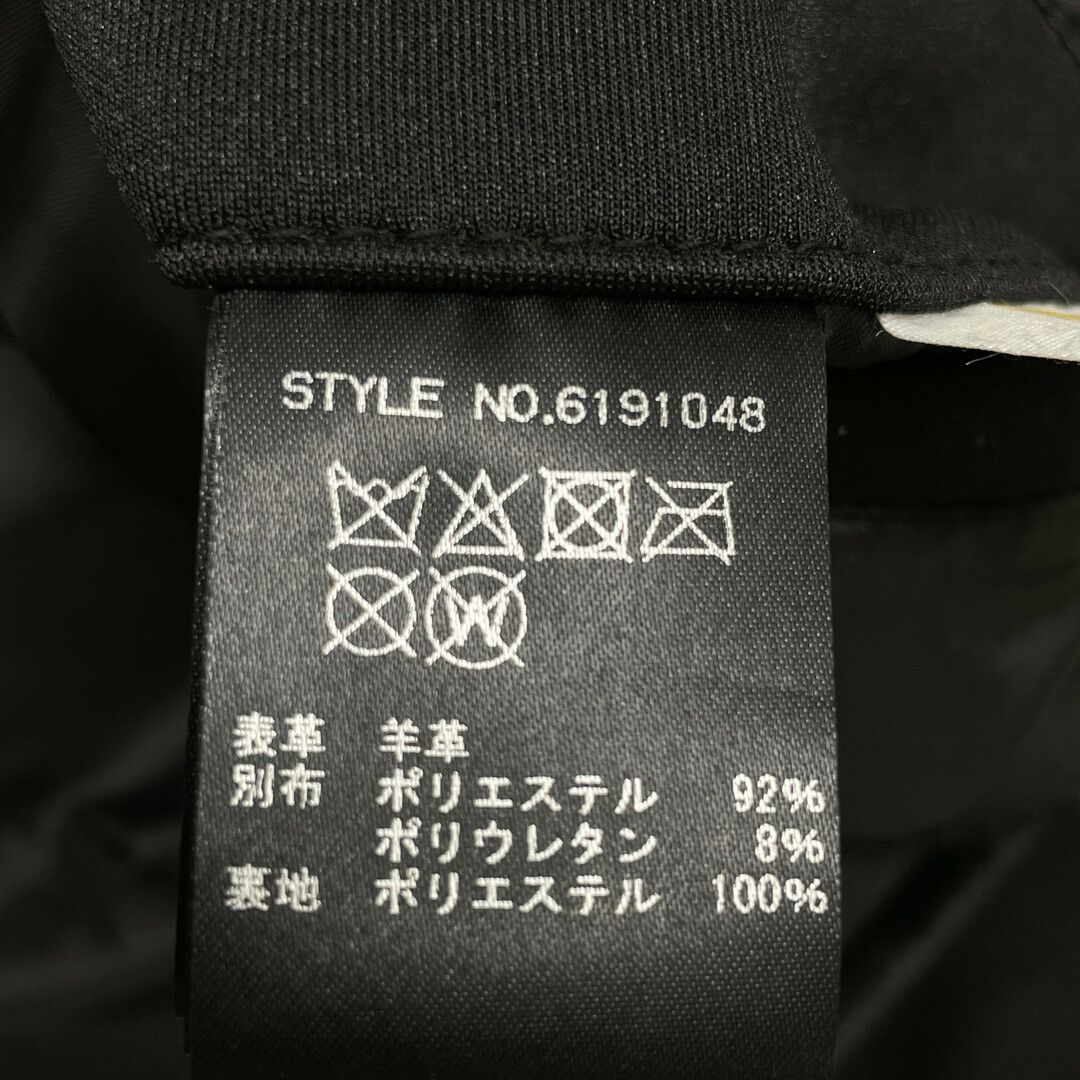 STYLE NO.6191048
W
表革 羊革
別布 ポリエステル 92%
ポリウレタン 8%
裏地 ポリエステル 100%